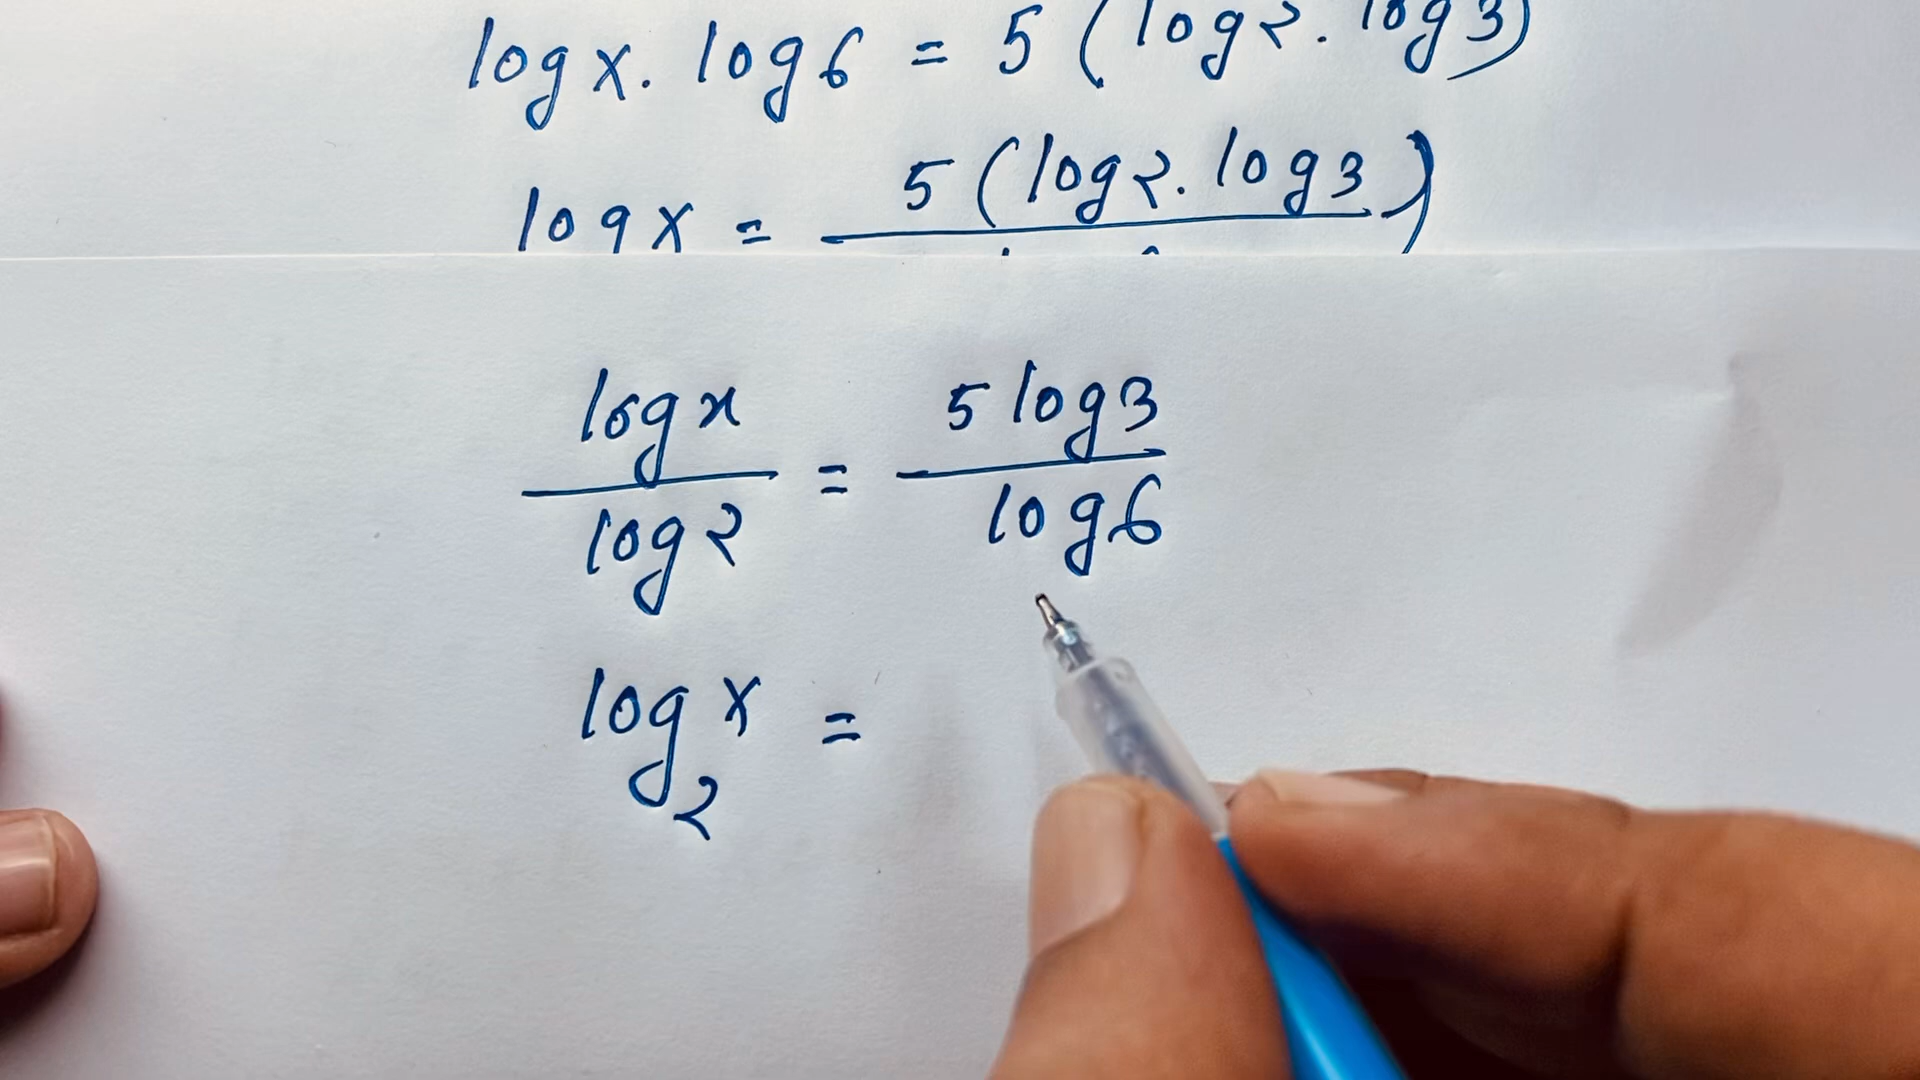 log x. log 6 = 5 (log 2. log 3)
log x = 5 (log 2. log 3)
log x / log 2 = 5 log 3 / log 6
log₂ x =